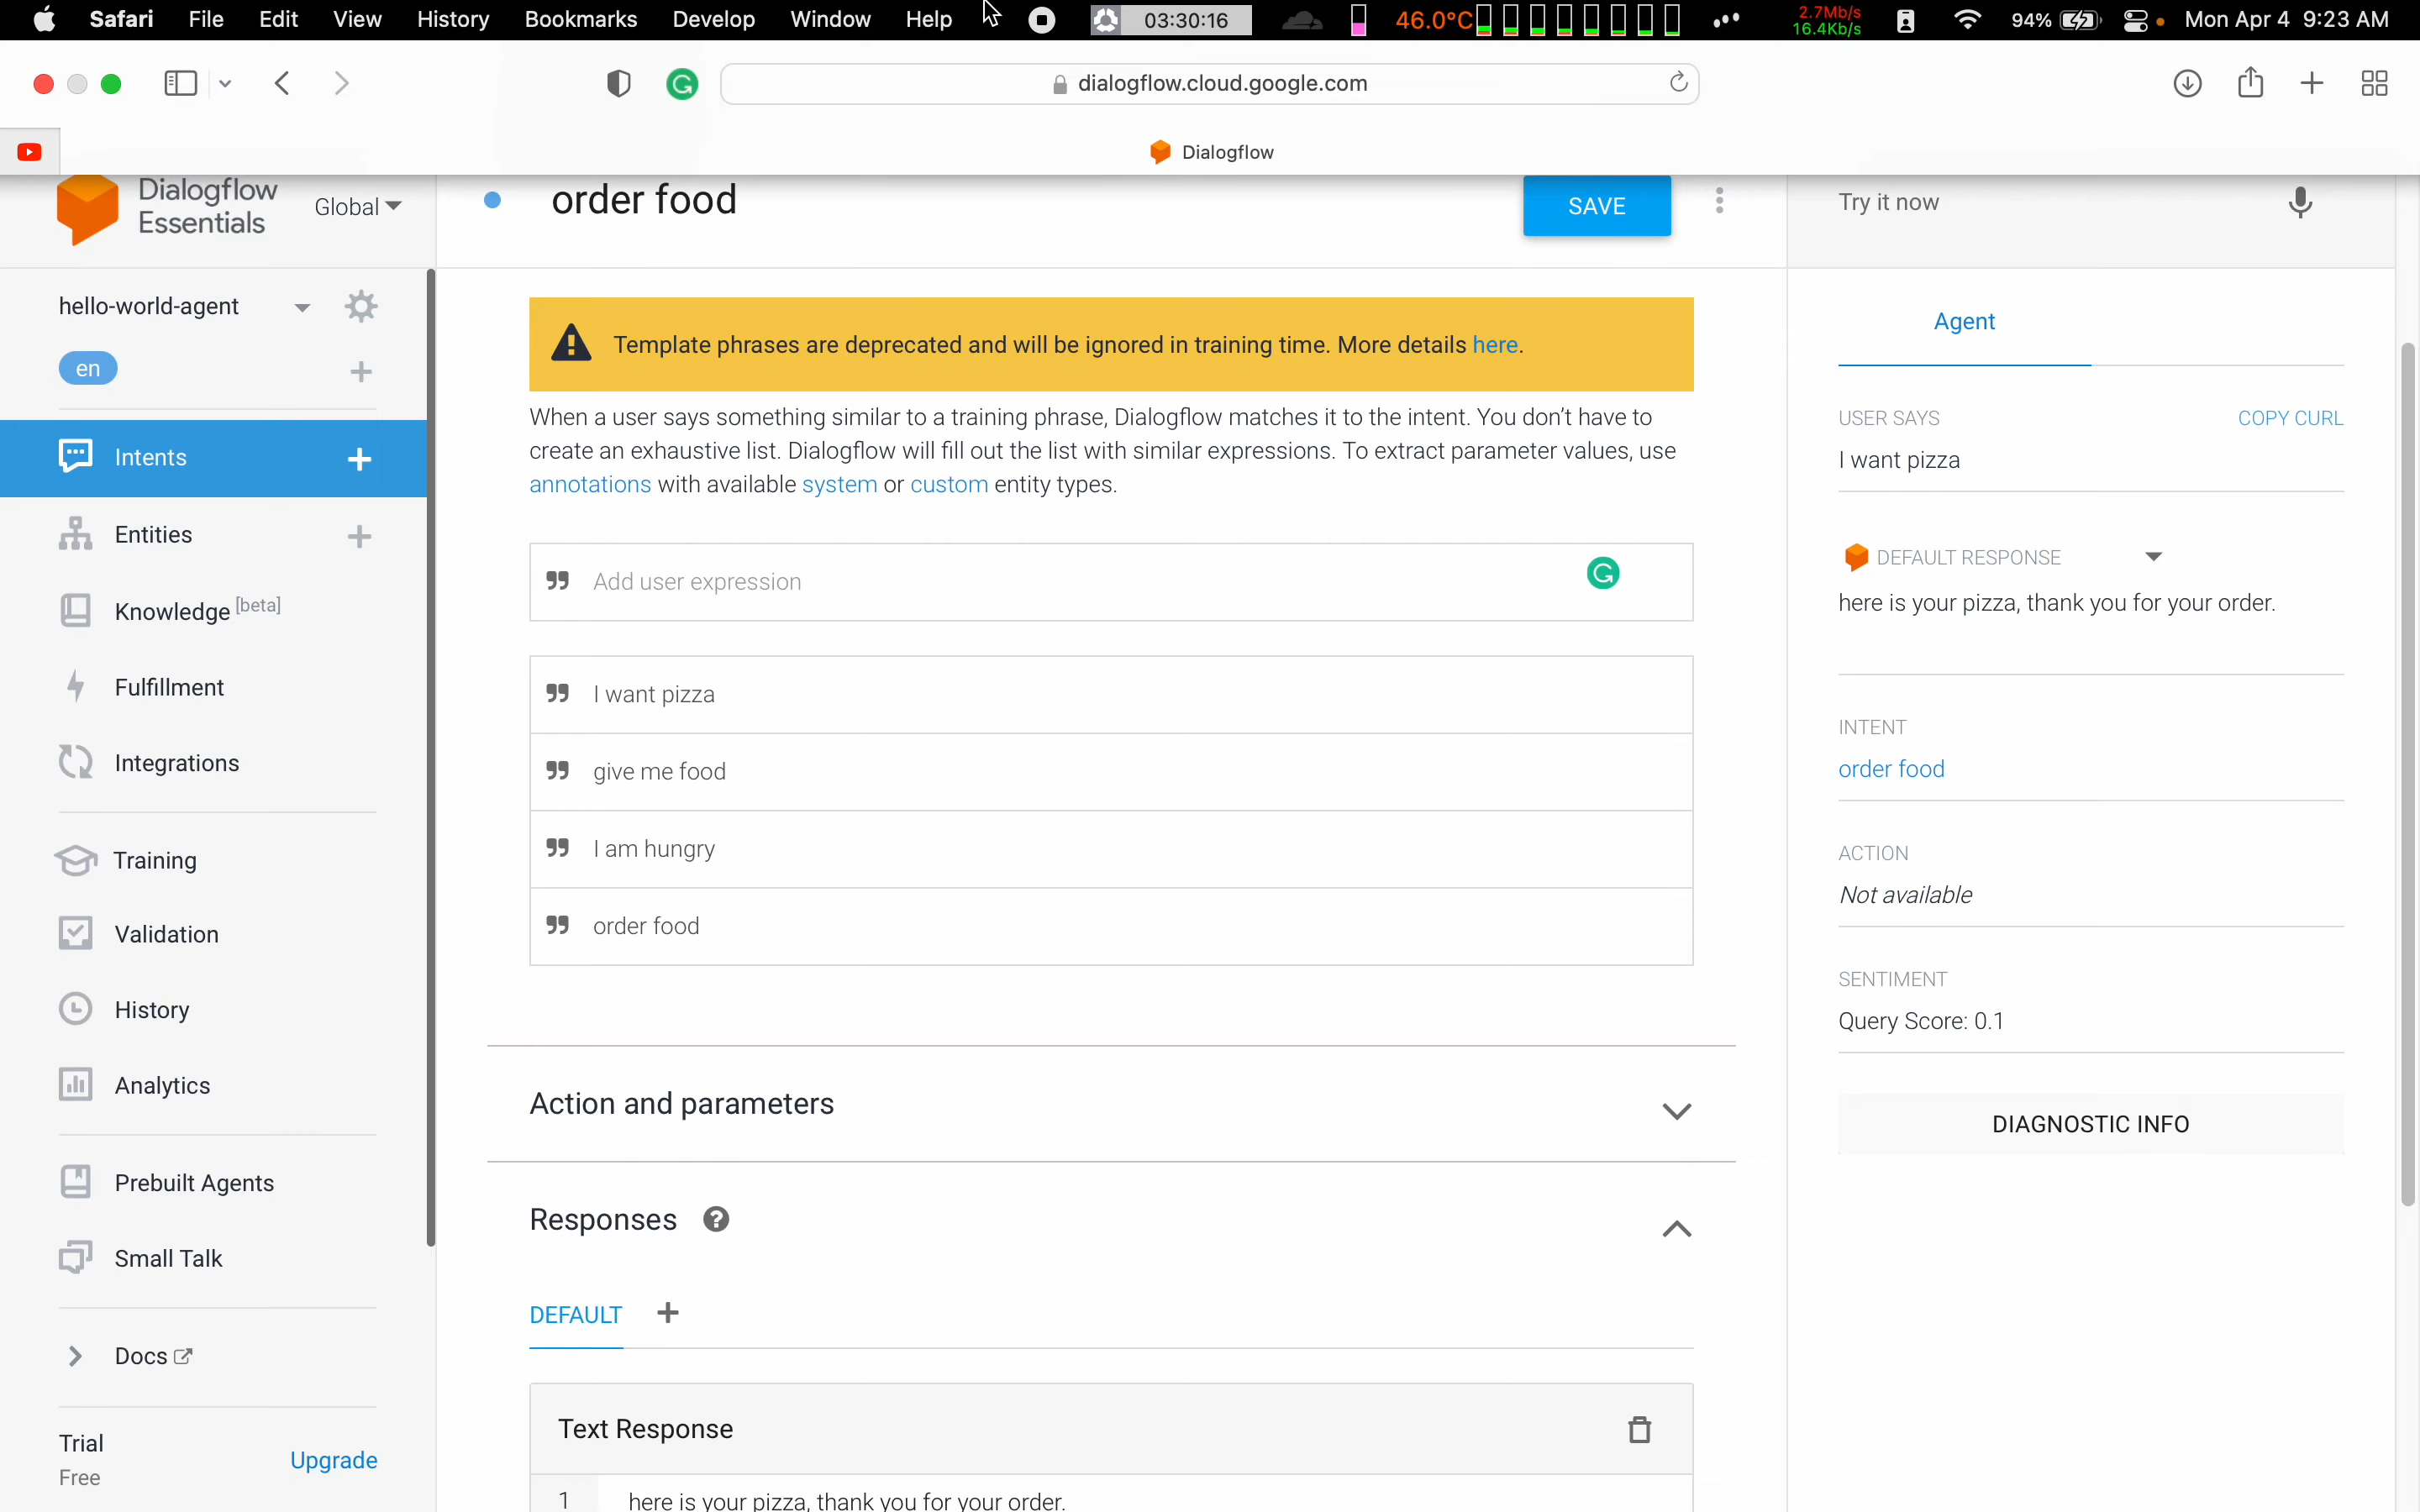 Safari File Edit View History Bookmarks Develop Window Help 03:30:16 46.0°C 2.7Mb/s 16.4Kb/s 94% Mon Apr 4 9:23 AM
dialogflow.cloud.google.com
Dialogflow
Dialogflow
Essentials
Global
order food
SAVE
Try it now
hello-world-agent
en
Intents
Entities
Knowledge [beta]
Fulfillment
Integrations
Training
Validation
History
Analytics
Prebuilt Agents
Small Talk
Docs
Trial
Free
Upgrade
Template phrases are deprecated and will be ignored in training time. More details here.
When a user says something similar to a training phrase, Dialogflow matches it to the intent. You don't have to
create an exhaustive list. Dialogflow will fill out the list with similar expressions. To extract parameter values, use
annotations with available system or custom entity types.
Add user expression
I want pizza
give me food
I am hungry
order food
Action and parameters
Responses
DEFAULT
Text Response
1 here is your pizza, thank you for your order.
Agent
USER SAYS COPY CURL
I want pizza
DEFAULT RESPONSE
here is your pizza, thank you for your order.
INTENT
order food
ACTION
Not available
SENTIMENT
Query Score: 0.1
DIAGNOSTIC INFO